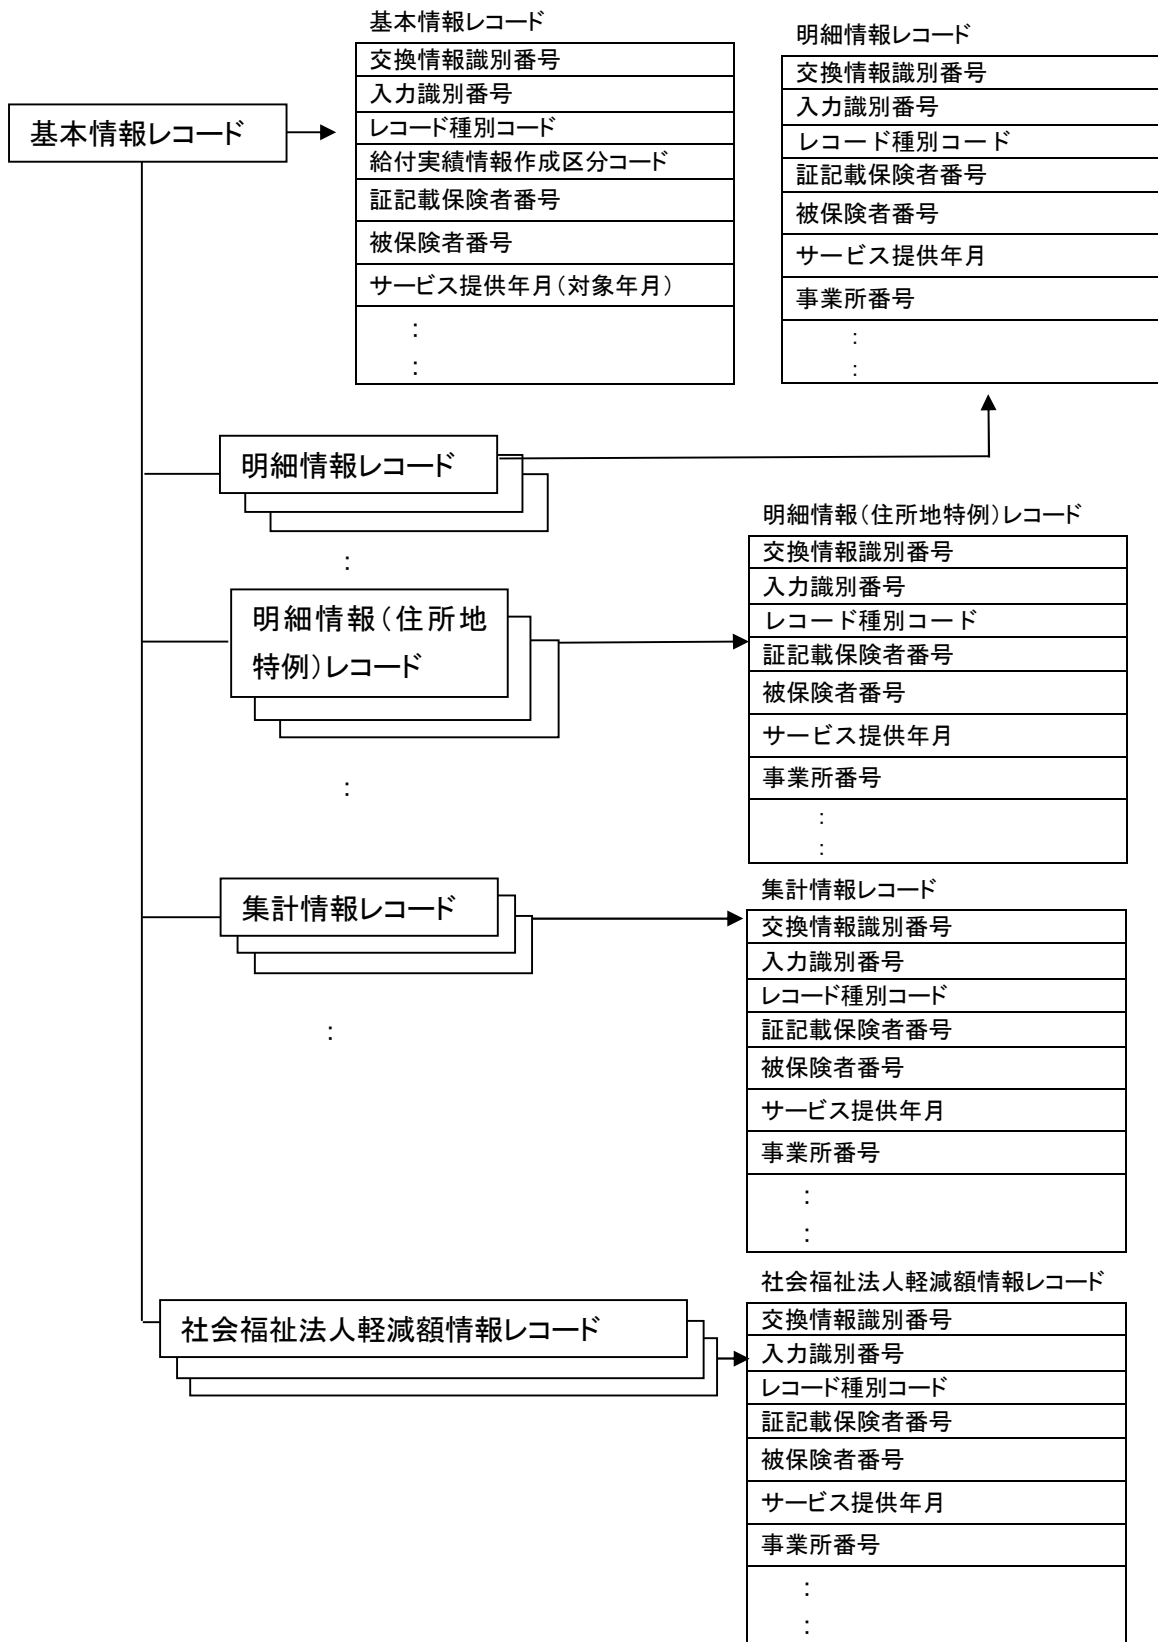 基本情報レコード
基本情報レコード
交換情報識別番号
入力識別番号
レコード種別コード
給付実績情報作成区分コード
証記載保険者番号
被保険者番号
サービス提供年月（対象年月）
：
：
明細情報レコード
交換情報識別番号
入力識別番号
レコード種別コード
証記載保険者番号
被保険者番号
サービス提供年月
事業所番号
：
：
明細情報レコード
：
明細情報（住所地
特例）レコード
：
明細情報（住所地特例）レコード
交換情報識別番号
入力識別番号
レコード種別コード
証記載保険者番号
被保険者番号
サービス提供年月
事業所番号
：
：
集計情報レコード
：
集計情報レコード
交換情報識別番号
入力識別番号
レコード種別コード
証記載保険者番号
被保険者番号
サービス提供年月
事業所番号
：
：
社会福祉法人軽減額情報レコード
社会福祉法人軽減額情報レコード
交換情報識別番号
入力識別番号
レコード種別コード
証記載保険者番号
被保険者番号
サービス提供年月
事業所番号
：
：